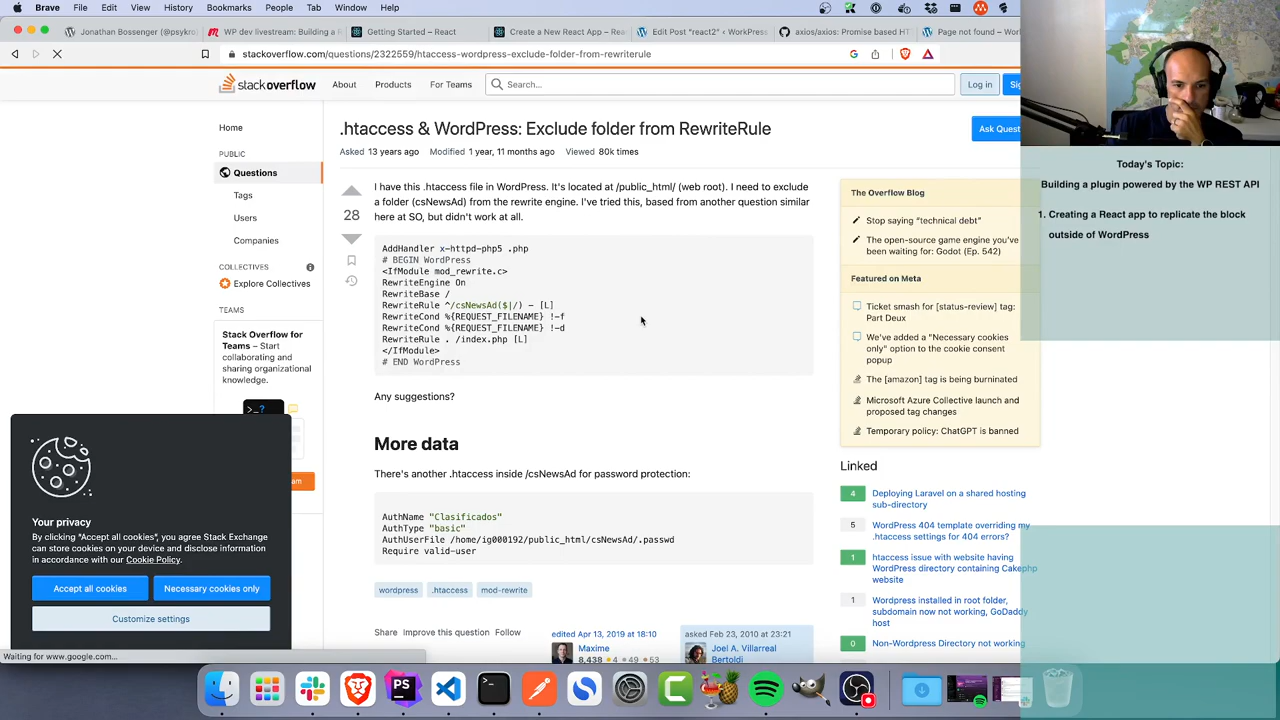 Brave File Edit View History Bookmarks People Tab Window Help
Jonathan Bossenger (@psykro
WP dev livestream: Building a R
Getting Started – React
Create a New React App – Reac
Edit Post "react2" ‹ WorkPress
axios/axios: Promise based HT
Page not found – Wor
stackoverflow.com/questions/2322559/htaccess-wordpress-exclude-folder-from-rewriterule
stackoverflow
About Products For Teams
Search...
Log in
Home
PUBLIC
Questions
Tags
Users
Companies
COLLECTIVES
Explore Collectives
TEAMS
Stack Overflow for
Teams – Start
collaborating and
sharing organizational
knowledge.
.htaccess & WordPress: Exclude folder from RewriteRule
Ask Quest
Asked 13 years ago Modified 1 year, 11 months ago Viewed 80k times
28
I have this .htaccess file in WordPress. It's located at /public_html/ (web root). I need to exclude
a folder (csNewsAd) from the rewrite engine. I've tried this, based from another question similar
here at SO, but didn't work at all.
AddHandler x-httpd-php5 .php
# BEGIN WordPress
<IfModule mod_rewrite.c>
RewriteEngine On
RewriteBase /
RewriteRule ^/csNewsAd($|/) - [L]
RewriteCond %{REQUEST_FILENAME} !-f
RewriteCond %{REQUEST_FILENAME} !-d
RewriteRule . /index.php [L]
</IfModule>
# END WordPress
Any suggestions?
More data
There's another .htaccess inside /csNewsAd for password protection:
AuthName "Clasificados"
AuthType "basic"
AuthUserFile /home/ig000192/public_html/csNewsAd/.passwd
Require valid-user
wordpress .htaccess mod-rewrite
Share Improve this question Follow
edited Apr 13, 2019 at 18:10
Maxime
8,438 4 49 53
asked Feb 23, 2010 at 23:21
Joel A. Villarreal
Bertoldi
The Overflow Blog
Stop saying "technical debt"
The open-source game engine you've
been waiting for: Godot (Ep. 542)
Featured on Meta
Ticket smash for [status-review] tag:
Part Deux
We've added a "Necessary cookies
only" option to the cookie consent
popup
The [amazon] tag is being burninated
Microsoft Azure Collective launch and
proposed tag changes
Temporary policy: ChatGPT is banned
Linked
4 Deploying Laravel on a shared hosting
sub-directory
5 WordPress 404 template overriding my
.htaccess settings for 404 errors?
1 htaccess issue with website having
WordPress directory containing Cakephp
website
1 Wordpress installed in root folder,
subdomain now not working, GoDaddy
host
0 Non-Wordpress Directory not working
Your privacy
By clicking "Accept all cookies", you agree Stack Exchange
can store cookies on your device and disclose information
in accordance with our Cookie Policy.
Accept all cookies
Necessary cookies only
Customize settings
Waiting for www.google.com...
Today's Topic:
Building a plugin powered by the WP REST API
1. Creating a React app to replicate the block
outside of WordPress